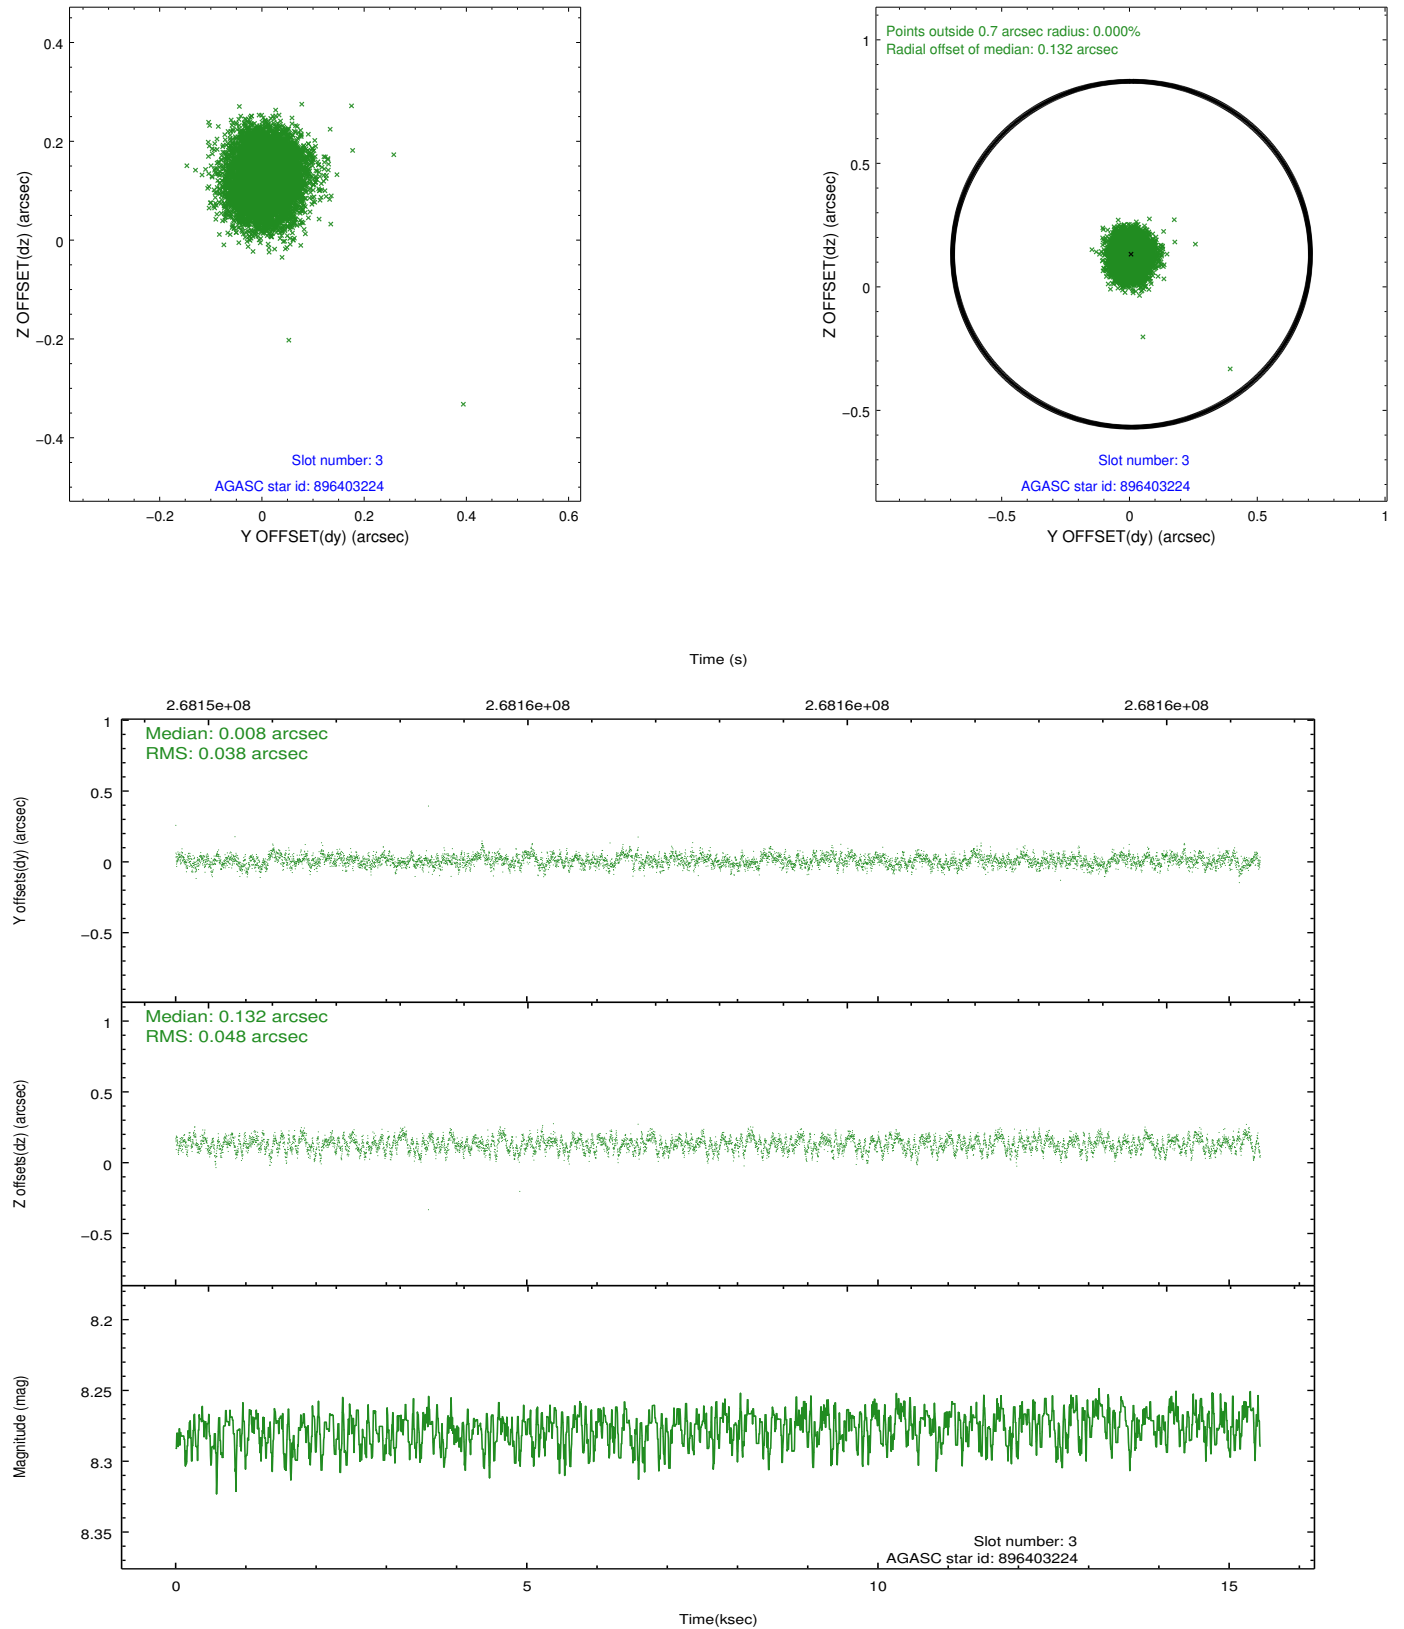 0.4
0.2
0
−0.2
−0.4
Z OFFSET(dz) (arcsec)
Slot number: 3
AGASC star id: 896403224
−0.2 0 0.2 0.4 0.6
Y OFFSET(dy) (arcsec)
Points outside 0.7 arcsec radius: 0.000%
Radial offset of median: 0.132 arcsec
1
0.5
0
−0.5
Z OFFSET(dz) (arcsec)
Slot number: 3
AGASC star id: 896403224
−0.5 0 0.5 1
Y OFFSET(dy) (arcsec)
Time (s)
2.6815e+08 2.6816e+08 2.6816e+08 2.6816e+08
Median: 0.008 arcsec
RMS: 0.038 arcsec
1
0.5
0
−0.5
Y offsets(dy) (arcsec)
Median: 0.132 arcsec
RMS: 0.048 arcsec
1
0.5
0
−0.5
Z offsets(dz) (arcsec)
8.2
8.25
8.3
8.35
Magnitude (mag)
Slot number: 3
AGASC star id: 896403224
0 5 10 15
Time(ksec)